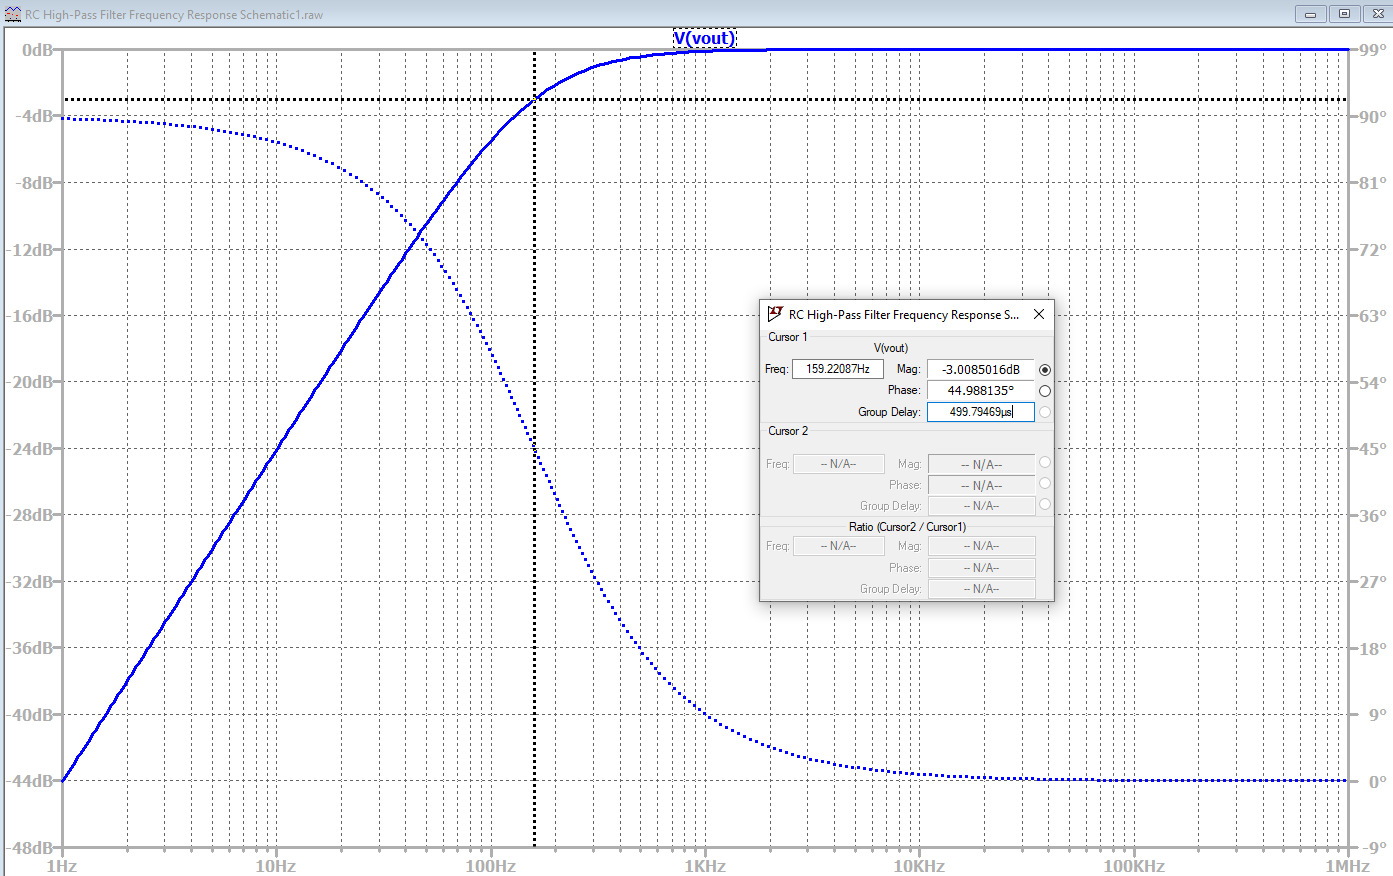 RC High-Pass Filter Frequency Response Schematic1.raw
V(vout)
0dB
-4dB
-8dB
-12dB
-16dB
-20dB
-24dB
-28dB
-32dB
-36dB
-40dB
-44dB
-48dB
99°
90°
81°
72°
63°
54°
45°
36°
27°
18°
9°
0°
-9°
RC High-Pass Filter Frequency Response S...
Cursor 1
V(vout)
Freq: 159.22087Hz Mag: -3.0085016dB
Phase: 44.988135°
Group Delay: 499.79469µs
Cursor 2
Freq: -- N/A-- Mag: -- N/A--
Phase: -- N/A--
Group Delay: -- N/A--
Ratio (Cursor2 / Cursor1)
Freq: -- N/A-- Mag: -- N/A--
Phase: -- N/A--
Group Delay: -- N/A--
1Hz 10Hz 100Hz 1KHz 10KHz 100KHz 1MHz